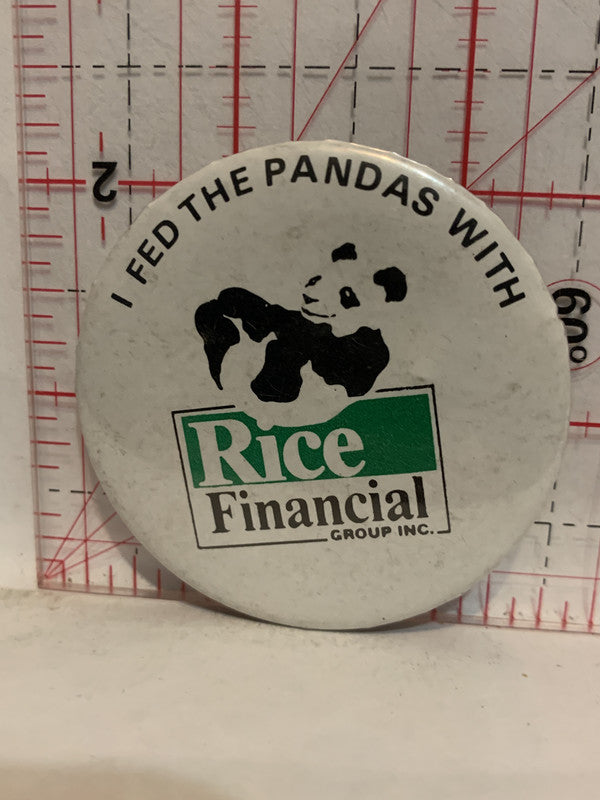 I FED THE PANDAS WITH
2
60°
Rice
Financial
GROUP INC.